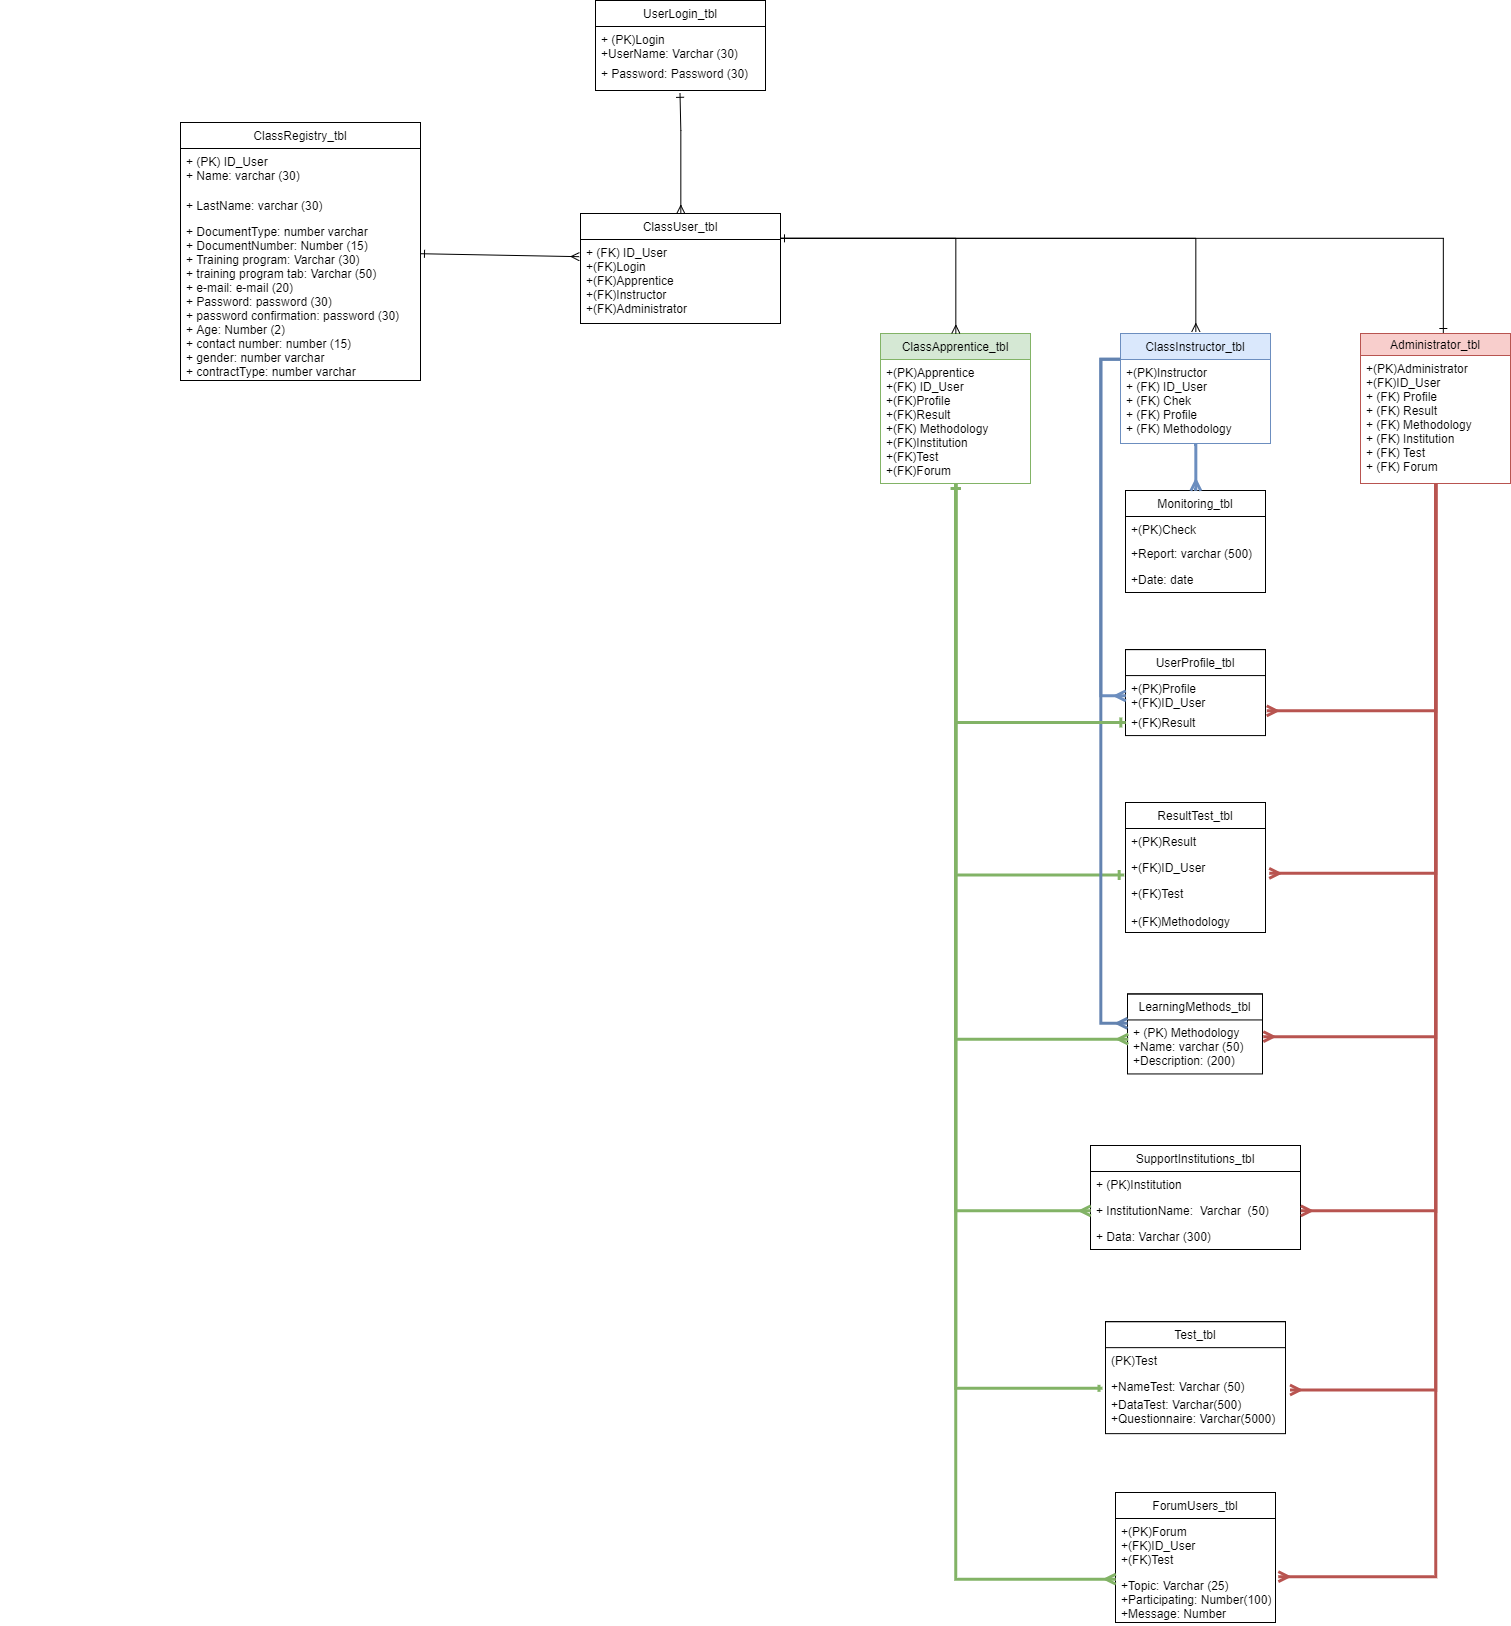 UserLogin_tbl
+ (PK)Login
+UserName: Varchar (30)
+ Password: Password (30)
ClassRegistry_tbl
+ (PK) ID_User
+ Name: varchar (30)
+ LastName: varchar (30)
+ DocumentType: number varchar
+ DocumentNumber: Number (15)
+ Training program: Varchar (30)
+ training program tab: Varchar (50)
+ e-mail: e-mail (20)
+ Password: password (30)
+ password confirmation: password (30)
+ Age: Number (2)
+ contact number: number (15)
+ gender: number varchar
+ contractType: number varchar
ClassUser_tbl
+ (FK) ID_User
+(FK)Login
+(FK)Apprentice
+(FK)Instructor
+(FK)Administrator
ClassApprentice_tbl
+(PK)Apprentice
+(FK) ID_User
+(FK)Profile
+(FK)Result
+(FK) Methodology
+(FK)Institution
+(FK)Test
+(FK)Forum
ClassInstructor_tbl
+(PK)Instructor
+ (FK) ID_User
+ (FK) Chek
+ (FK) Profile
+ (FK) Methodology
Administrator_tbl
+(PK)Administrator
+(FK)ID_User
+ (FK) Profile
+ (FK) Result
+ (FK) Methodology
+ (FK) Institution
+ (FK) Test
+ (FK) Forum
Monitoring_tbl
+(PK)Check
+Report: varchar (500)
+Date: date
UserProfile_tbl
+(PK)Profile
+(FK)ID_User
+(FK)Result
ResultTest_tbl
+(PK)Result
+(FK)ID_User
+(FK)Test
+(FK)Methodology
LearningMethods_tbl
+ (PK) Methodology
+Name: varchar (50)
+Description: (200)
SupportInstitutions_tbl
+ (PK)Institution
+ InstitutionName:  Varchar  (50)
+ Data: Varchar (300)
Test_tbl
(PK)Test
+NameTest: Varchar (50)
+DataTest: Varchar(500)
+Questionnaire: Varchar(5000)
ForumUsers_tbl
+(PK)Forum
+(FK)ID_User
+(FK)Test
+Topic: Varchar (25)
+Participating: Number(100)
+Message: Number